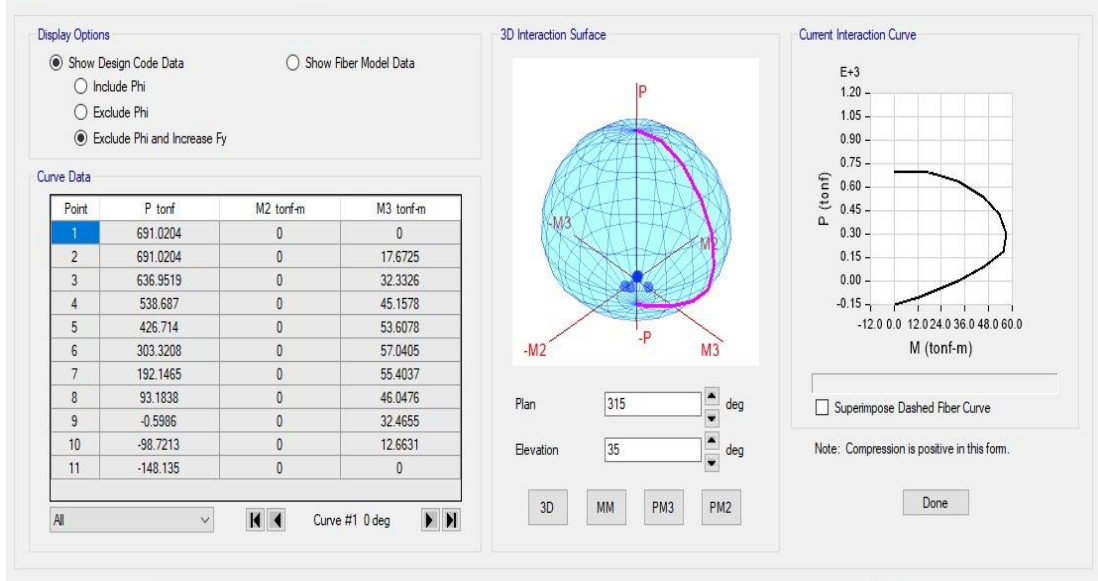 Display Options
Show Design Code Data Show Fiber Model Data
Include Phi
Exclude Phi
Exclude Phi and Increase Fy
Curve Data
Point P tonf M2 tonf-m M3 tonf-m
1 691.0204 0 0
2 691.0204 0 17.6725
3 636.9519 0 32.3326
4 538.687 0 45.1578
5 426.714 0 53.6078
6 303.3208 0 57.0405
7 192.1465 0 55.4037
8 93.1838 0 46.0476
9 -0.5986 0 32.4655
10 -98.7213 0 12.6631
11 -148.135 0 0
All Curve #1 0 deg
3D Interaction Surface
P
-M3
M2
-M2
-P
M3
Plan 315 deg
Elevation 35 deg
3D MM PM3 PM2
Current Interaction Curve
E+3
1.20
1.05
0.90
0.75
0.60
0.45
0.30
0.15
0.00
-0.15
P (tonf)
-12.0 0.0 12.0 24.0 36.0 48.0 60.0
M (tonf-m)
Superimpose Dashed Fiber Curve
Note: Compression is positive in this form.
Done